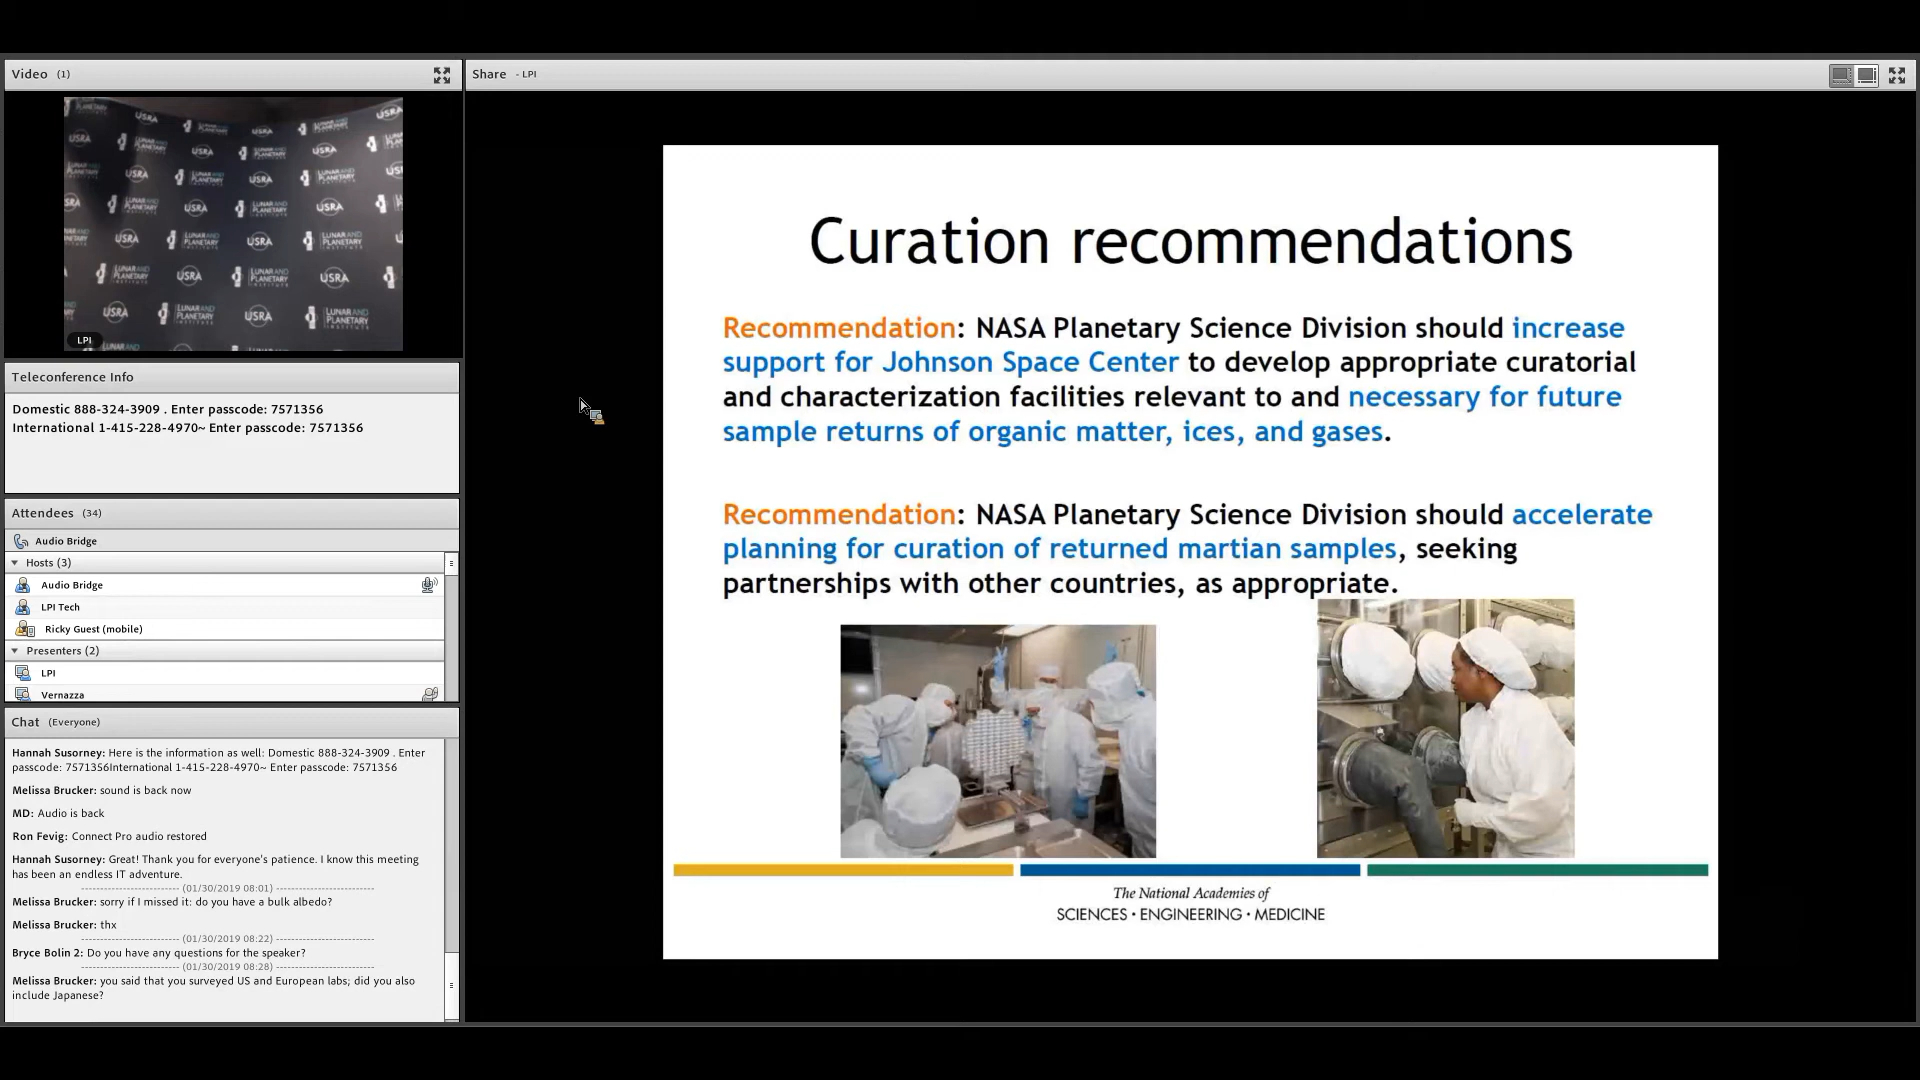 Video (1)
LUNAR AND PLANETARY INSTITUTE
USRA
LPI
Teleconference Info
Domestic 888-324-3909 . Enter passcode: 7571356
International 1-415-228-4970~ Enter passcode: 7571356
Attendees (34)
Audio Bridge
Hosts (3)
Audio Bridge
LPI Tech
Ricky Guest (mobile)
Presenters (2)
LPI
Vernazza
Chat (Everyone)
Hannah Susorney: Here is the information as well: Domestic 888-324-3909 . Enter
passcode: 7571356International 1-415-228-4970~ Enter passcode: 7571356
Melissa Brucker: sound is back now
MD: Audio is back
Ron Fevig: Connect Pro audio restored
Hannah Susorney: Great! Thank you for everyone's patience. I know this meeting
has been an endless IT adventure.
------------------------ (01/30/2019 08:01) ------------------------
Melissa Brucker: sorry if I missed it: do you have a bulk albedo?
Melissa Brucker: thx
------------------------ (01/30/2019 08:22) ------------------------
Bryce Bolin 2: Do you have any questions for the speaker?
------------------------ (01/30/2019 08:28) ------------------------
Melissa Brucker: you said that you surveyed US and European labs; did you also
include Japanese?
Share - LPI
Curation recommendations
Recommendation: NASA Planetary Science Division should increase
support for Johnson Space Center to develop appropriate curatorial
and characterization facilities relevant to and necessary for future
sample returns of organic matter, ices, and gases.
Recommendation: NASA Planetary Science Division should accelerate
planning for curation of returned martian samples, seeking
partnerships with other countries, as appropriate.
The National Academies of
SCIENCES • ENGINEERING • MEDICINE